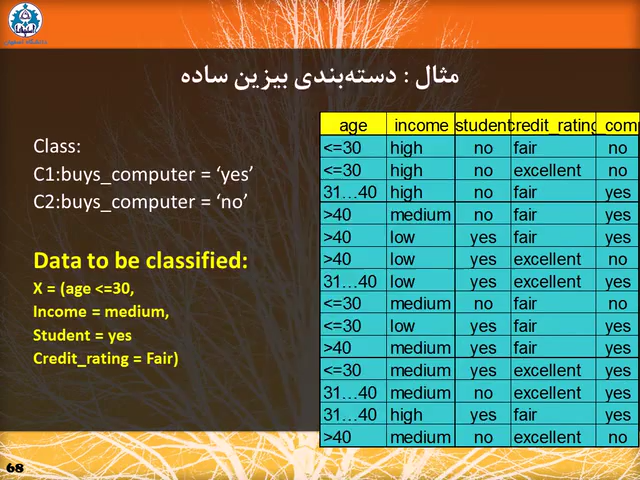 دانشگاه اصفهان
مثال : دسته‌بندی بیزین ساده
Class:
C1:buys_computer = ‘yes’
C2:buys_computer = ‘no’
Data to be classified:
X = (age <=30,
Income = medium,
Student = yes
Credit_rating = Fair)
age income student credit_rating _comp
<=30 high no fair no
<=30 high no excellent no
31…40 high no fair yes
>40 medium no fair yes
>40 low yes fair yes
>40 low yes excellent no
31…40 low yes excellent yes
<=30 medium no fair no
<=30 low yes fair yes
>40 medium yes fair yes
<=30 medium yes excellent yes
31…40 medium no excellent yes
31…40 high yes fair yes
>40 medium no excellent no
68